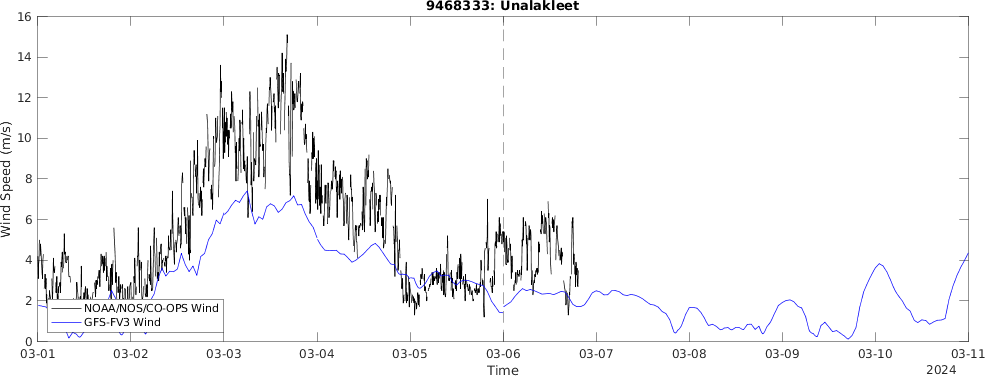 9468333: Unalakleet
16
14
12
10
8
6
4
2
0
Wind Speed (m/s)
NOAA/NOS/CO-OPS Wind
GFS-FV3 Wind
03-01 03-02 03-03 03-04 03-05 03-06 03-07 03-08 03-09 03-10 03-11
Time
2024